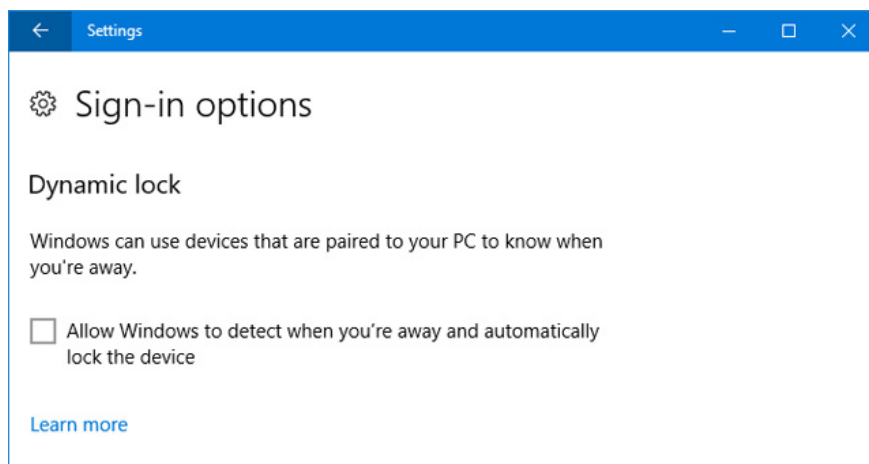 Settings
Sign-in options
Dynamic lock
Windows can use devices that are paired to your PC to know when
you're away.
Allow Windows to detect when you’re away and automatically
lock the device
Learn more